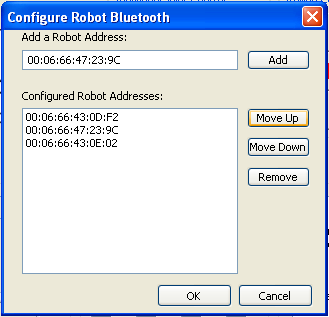 Configure Robot Bluetooth
Add a Robot Address:
00:06:66:47:23:9C
Add
Configured Robot Addresses:
00:06:66:43:0D:F2
00:06:66:47:23:9C
00:06:66:43:0E:02
Move Up
Move Down
Remove
OK
Cancel